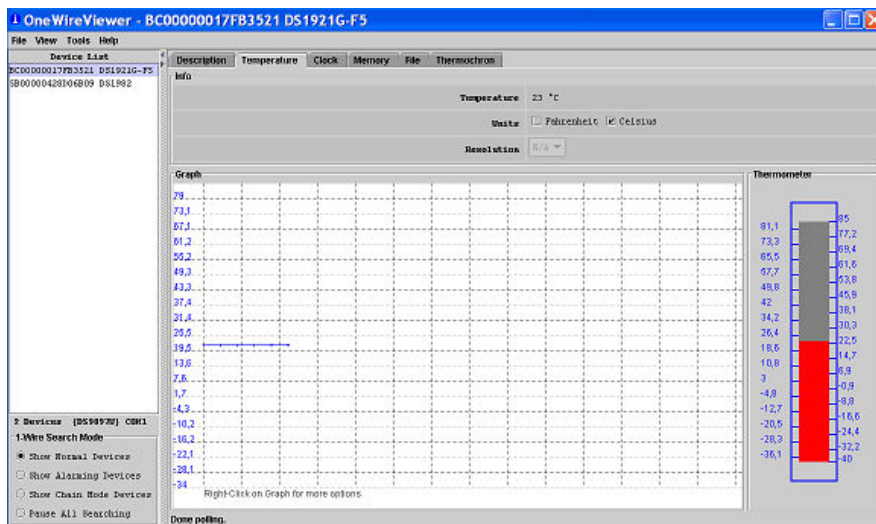 OneWireViewer - BC00000017FB3521 DS1921G-F5
File View Tools Help
Device List
BC00000017FB3521 DS1921G-F5
5B00000428D06B09 DS1982
2 Devices (DS9097U) COM1
1-Wire Search Mode
Show Normal Devices
Show Alarming Devices
Show Chain Mode Devices
Pause All Searching
Description Temperature Clock Memory File Thermochron
Info
Temperature 23 °C
Units Fahrenheit Celsius
Resolution N/A
Graph
79
73,1
67,1
61,2
55,2
49,3
43,3
37,4
31,4
25,5
19,5
13,6
7,6
1,7
-4,3
-10,2
-16,2
-22,1
-28,1
-34
Right-Click on Graph for more options
Thermometer
81,1
73,3
65,5
57,7
49,8
42
34,2
26,4
18,6
10,8
3
-4,8
-12,7
-20,5
-28,3
-36,1
85
77,2
69,4
61,6
53,8
45,9
38,1
30,3
22,5
14,7
6,9
-0,9
-8,8
-16,6
-24,4
-32,2
-40
Done polling.